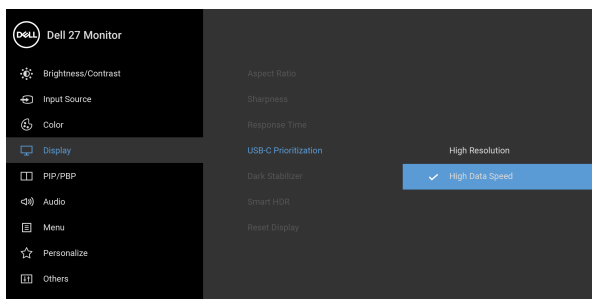 DELL
Dell 27 Monitor
Brightness/Contrast
Input Source
Color
Display
PIP/PBP
Audio
Menu
Personalize
Others
Aspect Ratio
Sharpness
Response Time
USB-C Prioritization
Dark Stabilizer
Smart HDR
Reset Display
High Resolution
High Data Speed